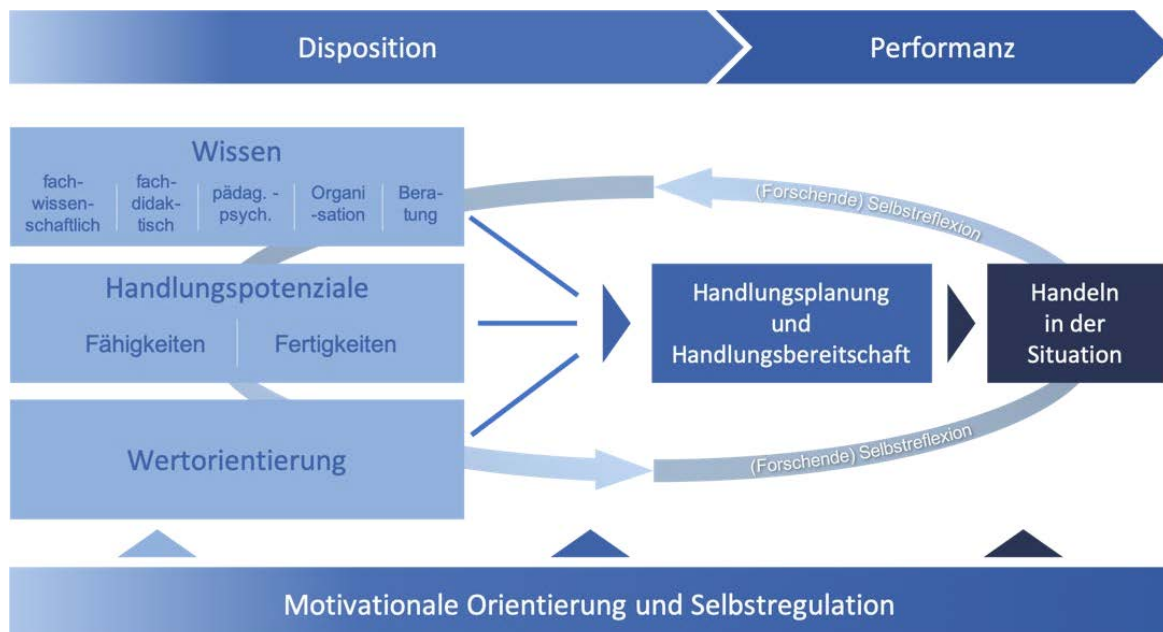 Disposition
Performanz
Wissen
fach-
wissen-
schaftlich
fach-
didak-
tisch
pädag. -
psych.
Organi
-sation
Bera-
tung
(Forschende) Selbstreflexion
Handlungspotenziale
Fähigkeiten
Fertigkeiten
Handlungsplanung
und
Handlungsbereitschaft
Handeln
in der
Situation
Wertorientierung
(Forschende) Selbstreflexion
Motivationale Orientierung und Selbstregulation